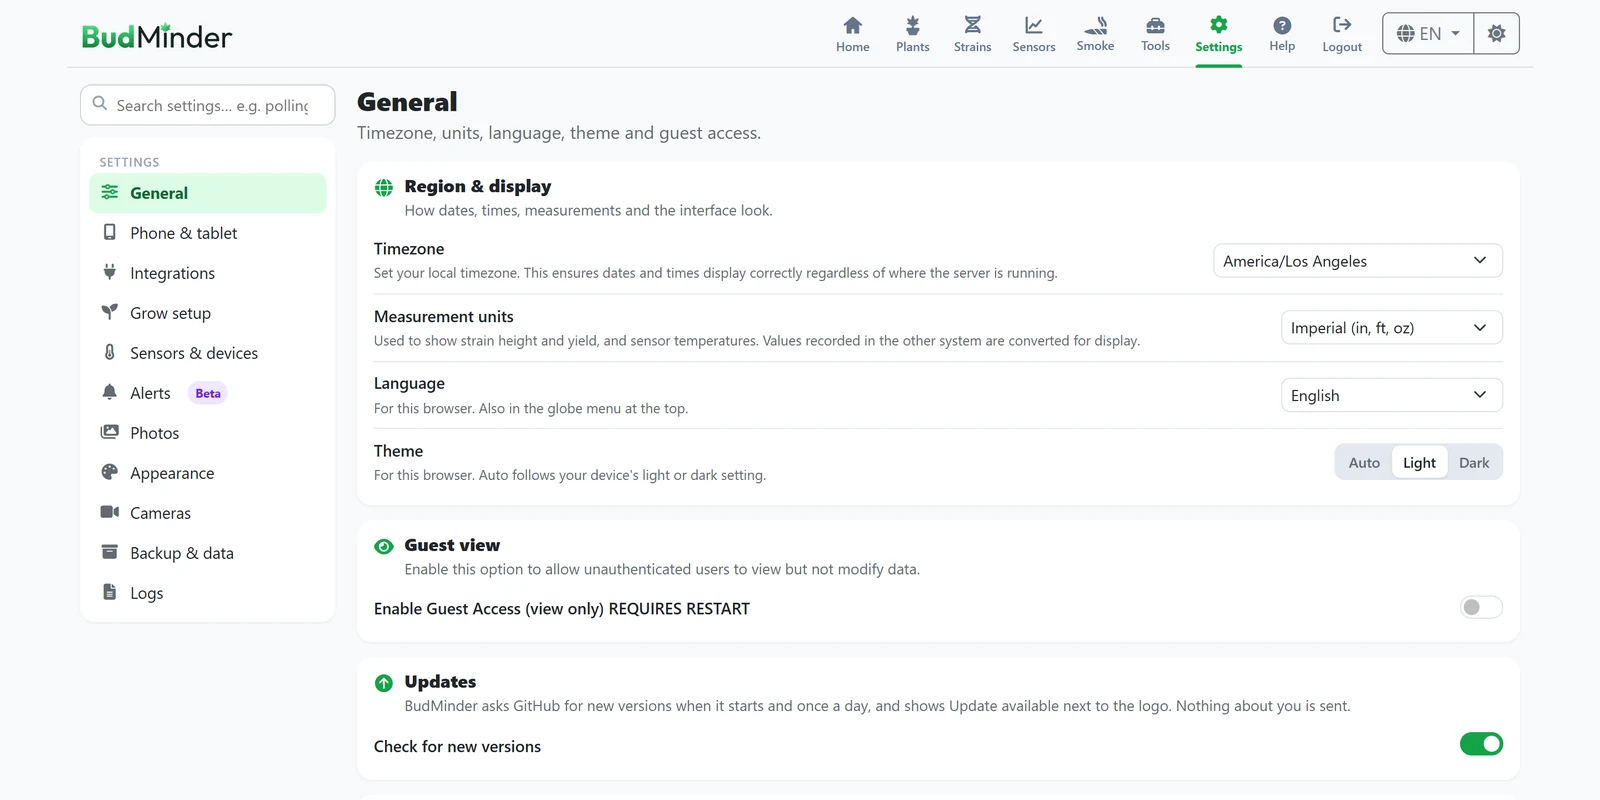 BudMinder
Home
Plants
Strains
Sensors
Smoke
Tools
Settings
Help
Logout
EN
Search settings... e.g. polling
SETTINGS
General
Phone & tablet
Integrations
Grow setup
Sensors & devices
Alerts Beta
Photos
Appearance
Cameras
Backup & data
Logs
General
Timezone, units, language, theme and guest access.
Region & display
How dates, times, measurements and the interface look.
Timezone
Set your local timezone. This ensures dates and times display correctly regardless of where the server is running.
America/Los Angeles
Measurement units
Used to show strain height and yield, and sensor temperatures. Values recorded in the other system are converted for display.
Imperial (in, ft, oz)
Language
For this browser. Also in the globe menu at the top.
English
Theme
For this browser. Auto follows your device's light or dark setting.
Auto Light Dark
Guest view
Enable this option to allow unauthenticated users to view but not modify data.
Enable Guest Access (view only) REQUIRES RESTART
Updates
BudMinder asks GitHub for new versions when it starts and once a day, and shows Update available next to the logo. Nothing about you is sent.
Check for new versions